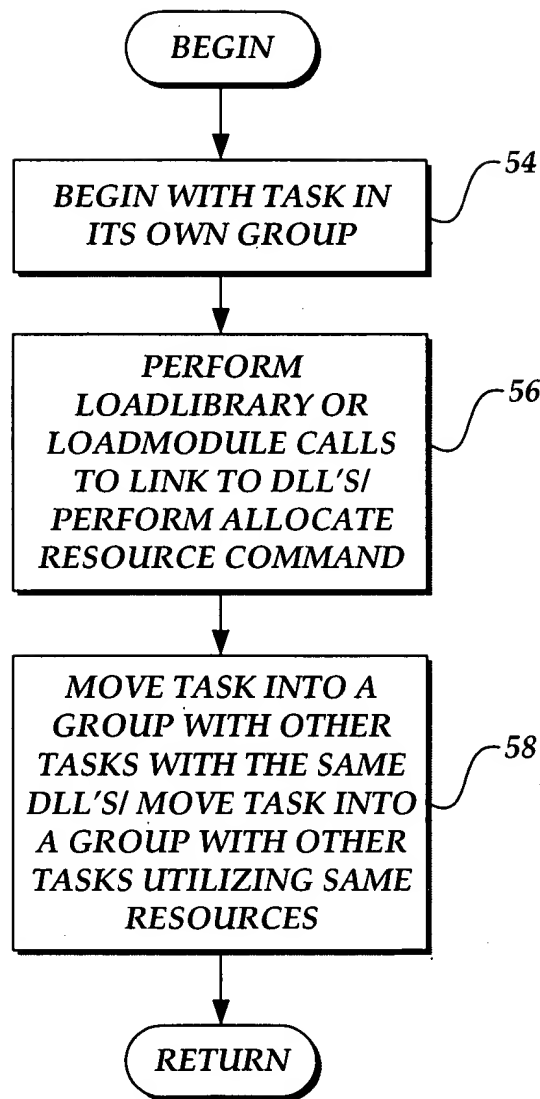 BEGIN
54
BEGIN WITH TASK IN
ITS OWN GROUP
PERFORM
LOADLIBRARY OR
LOADMODULE CALLS
TO LINK TO DLL'S/
PERFORM ALLOCATE
RESOURCE COMMAND
56
MOVE TASK INTO A
GROUP WITH OTHER
TASKS WITH THE SAME
DLL'S/ MOVE TASK INTO
A GROUP WITH OTHER
TASKS UTILIZING SAME
RESOURCES
58
RETURN